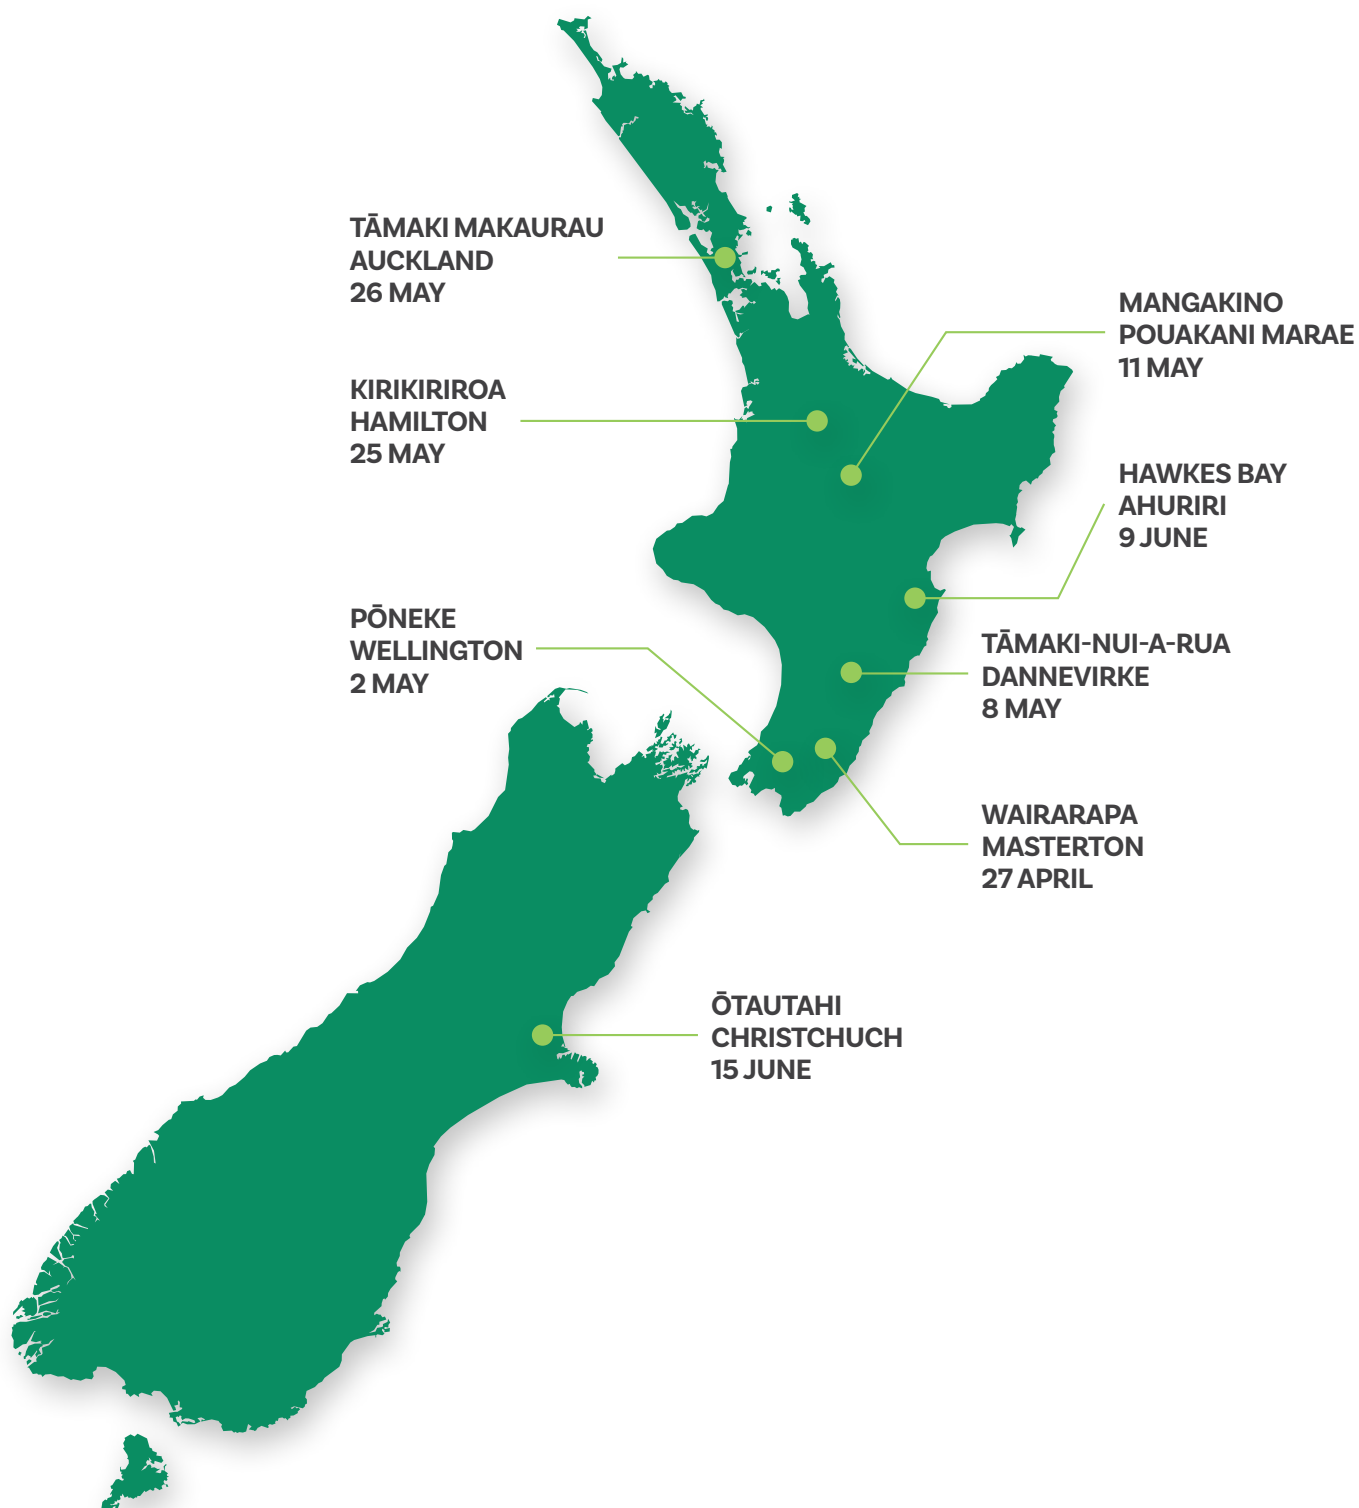 TĀMAKI MAKAURAU
AUCKLAND
26 MAY
MANGAKINO
POUAKANI MARAE
11 MAY
KIRIKIRIROA
HAMILTON
25 MAY
HAWKES BAY
AHURIRI
9 JUNE
PŌNEKE
WELLINGTON
2 MAY
TĀMAKI-NUI-A-RUA
DANNEVIRKE
8 MAY
WAIRARAPA
MASTERTON
27 APRIL
ŌTAUTAHI
CHRISTCHUCH
15 JUNE